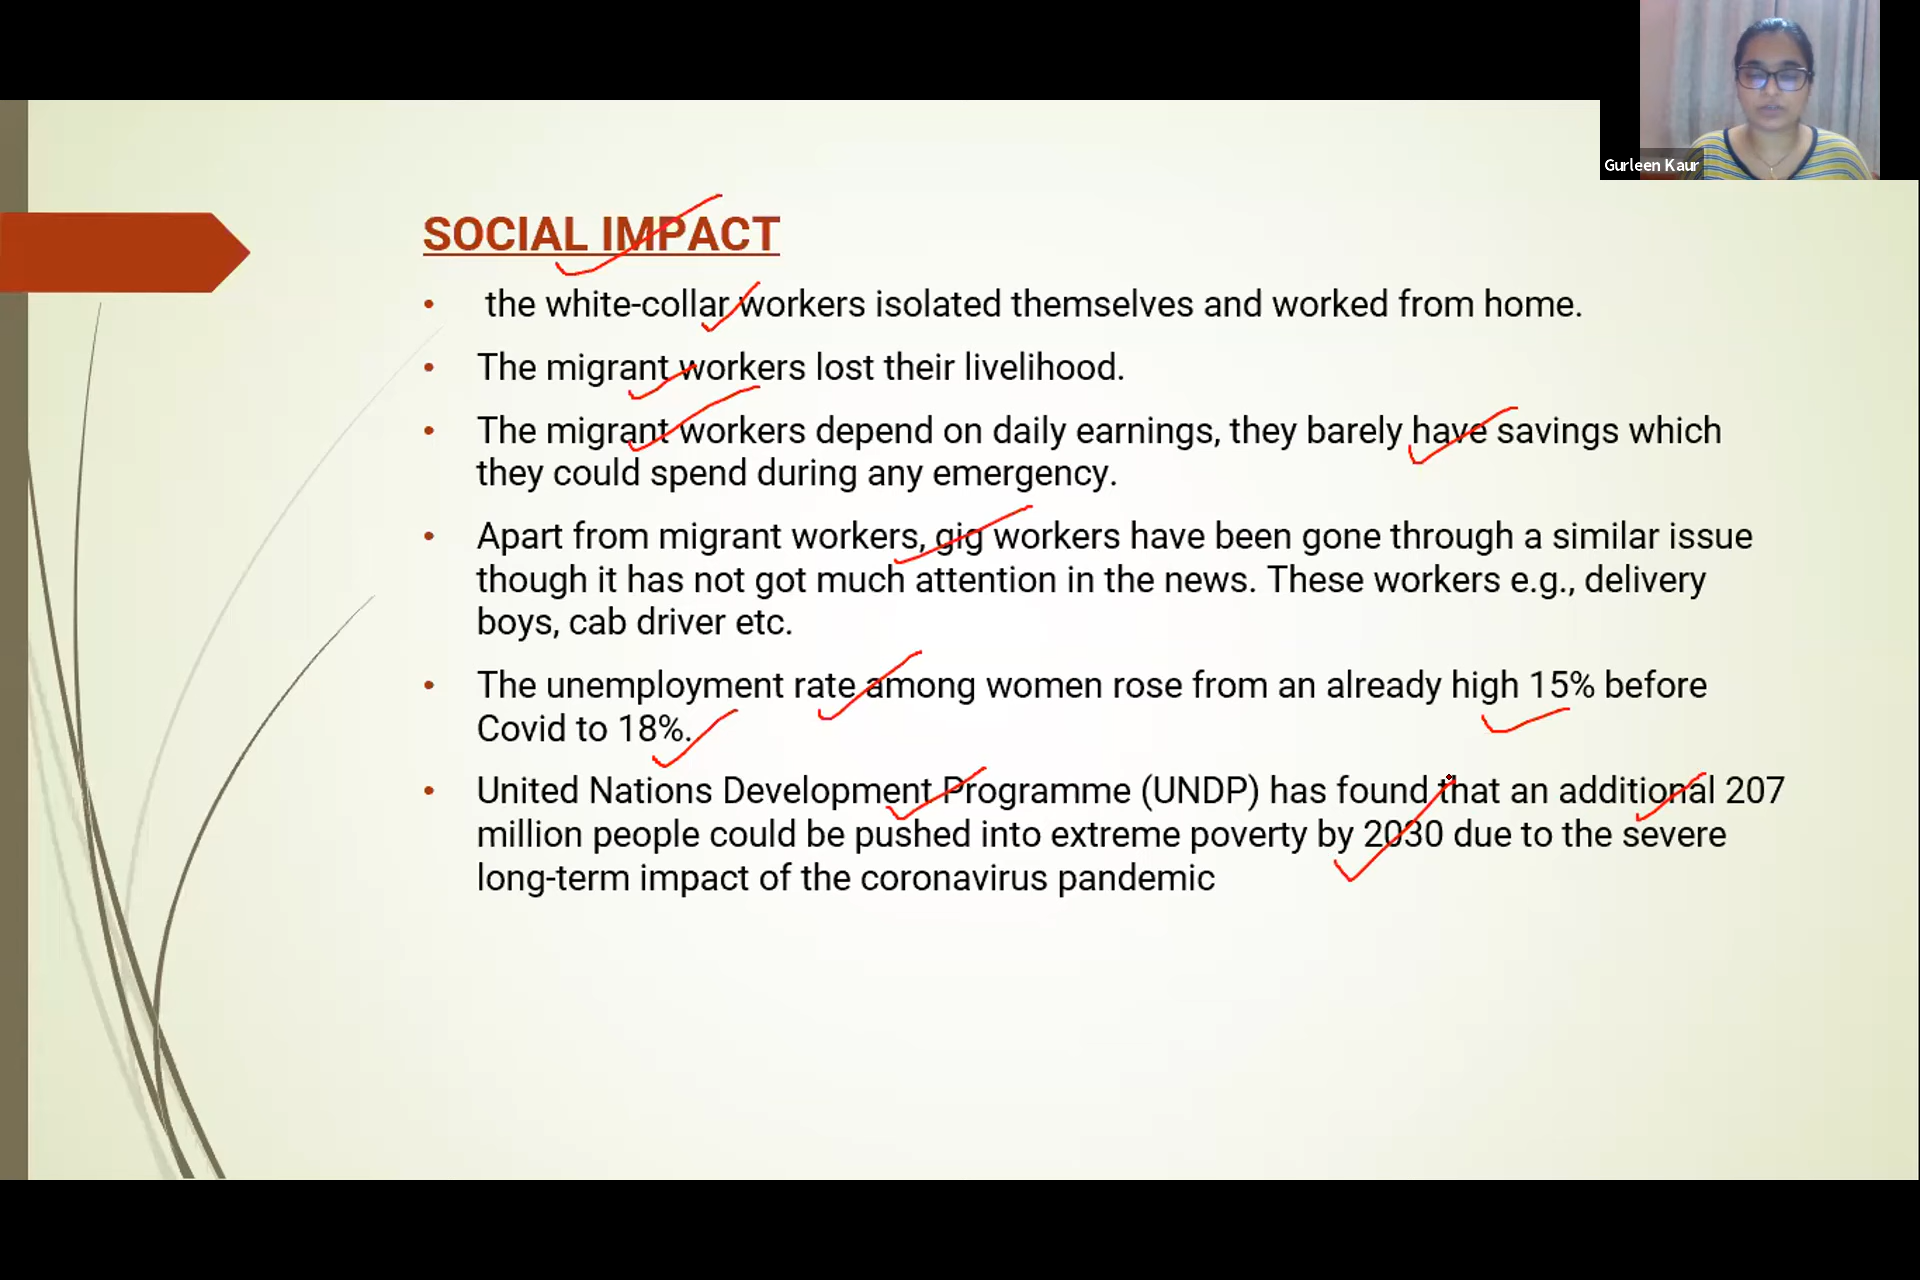 Gurleen Kaur
SOCIAL IMPACT
• the white-collar workers isolated themselves and worked from home.
• The migrant workers lost their livelihood.
• The migrant workers depend on daily earnings, they barely have savings which
they could spend during any emergency.
• Apart from migrant workers, gig workers have been gone through a similar issue
though it has not got much attention in the news. These workers e.g., delivery
boys, cab driver etc.
• The unemployment rate among women rose from an already high 15% before
Covid to 18%.
• United Nations Development Programme (UNDP) has found that an additional 207
million people could be pushed into extreme poverty by 2030 due to the severe
long-term impact of the coronavirus pandemic